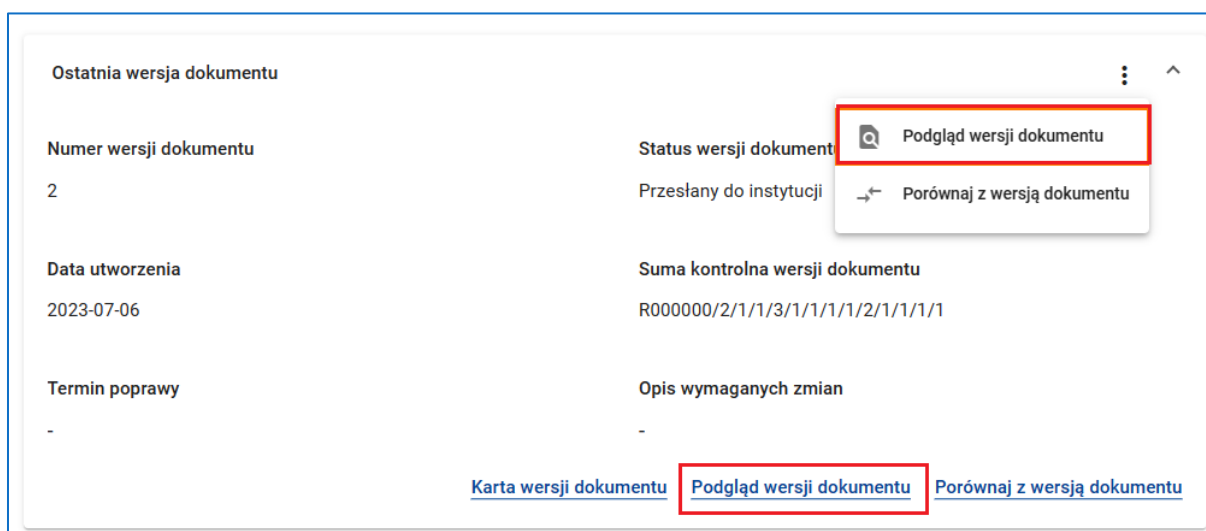 Ostatnia wersja dokumentu
Podgląd wersji dokumentu
Numer wersji dokumentu
Status wersji dokumentu
2
Przesłany do instytucji
Porównaj z wersją dokumentu
Data utworzenia
Suma kontrolna wersji dokumentu
2023-07-06
R000000/2/1/1/3/1/1/1/1/2/1/1/1/1
Termin poprawy
Opis wymaganych zmian
-
-
Karta wersji dokumentu
Podgląd wersji dokumentu
Porównaj z wersją dokumentu